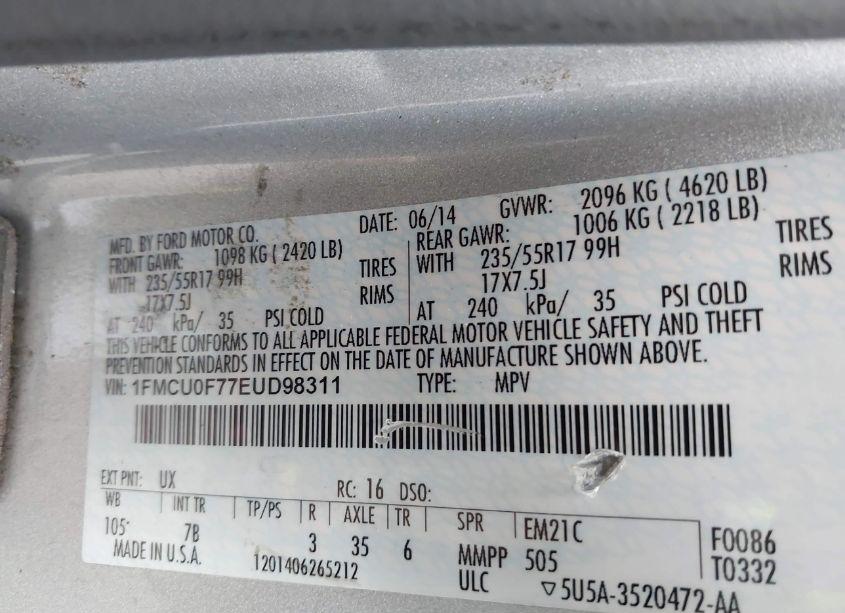 MFD. BY FORD MOTOR CO. DATE: 06/14 GVWR: 2096 KG ( 4620 LB)
FRONT GAWR: 1098 KG ( 2420 LB) REAR GAWR: 1006 KG ( 2218 LB)
WITH 235/55R17 99H TIRES WITH 235/55R17 99H TIRES
17X7.5J RIMS 17X7.5J RIMS
AT 240 kPa/ 35 PSI COLD AT 240 kPa/ 35 PSI COLD
THIS VEHICLE CONFORMS TO ALL APPLICABLE FEDERAL MOTOR VEHICLE SAFETY AND THEFT
PREVENTION STANDARDS IN EFFECT ON THE DATE OF MANUFACTURE SHOWN ABOVE.
VIN: 1FMCU0F77EUD98311 TYPE: MPV
EXT PNT: UX RC: 16 DSO:
WB INT TR TP/PS R AXLE TR SPR EM21C F0086
105" 7B 3 35 6 MMPP 505 T0332
MADE IN U.S.A. 1201406265212 ULC ▽5U5A-3520472-AA